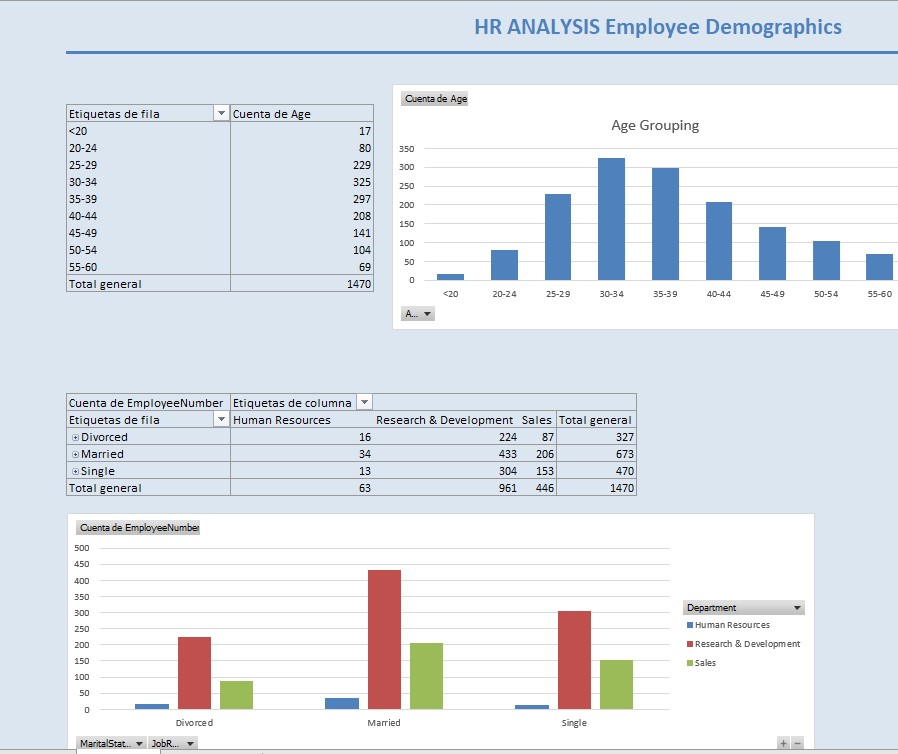 HR ANALYSIS Employee Demographics
Etiquetas de fila Cuenta de Age
<20 17
20-24 80
25-29 229
30-34 325
35-39 297
40-44 208
45-49 141
50-54 104
55-60 69
Total general 1470
Cuenta de Age
Age Grouping
350
300
250
200
150
100
50
0
<20 20-24 25-29 30-34 35-39 40-44 45-49 50-54 55-60
A...
Cuenta de EmployeeNumber Etiquetas de columna
Etiquetas de fila Human Resources Research & Development Sales Total general
Divorced 16 224 87 327
Married 34 433 206 673
Single 13 304 153 470
Total general 63 961 446 1470
Cuenta de EmployeeNumber
500
450
400
350
300
250
200
150
100
50
0
Divorced Married Single
Department
Human Resources
Research & Development
Sales
MaritalStat... JobR...